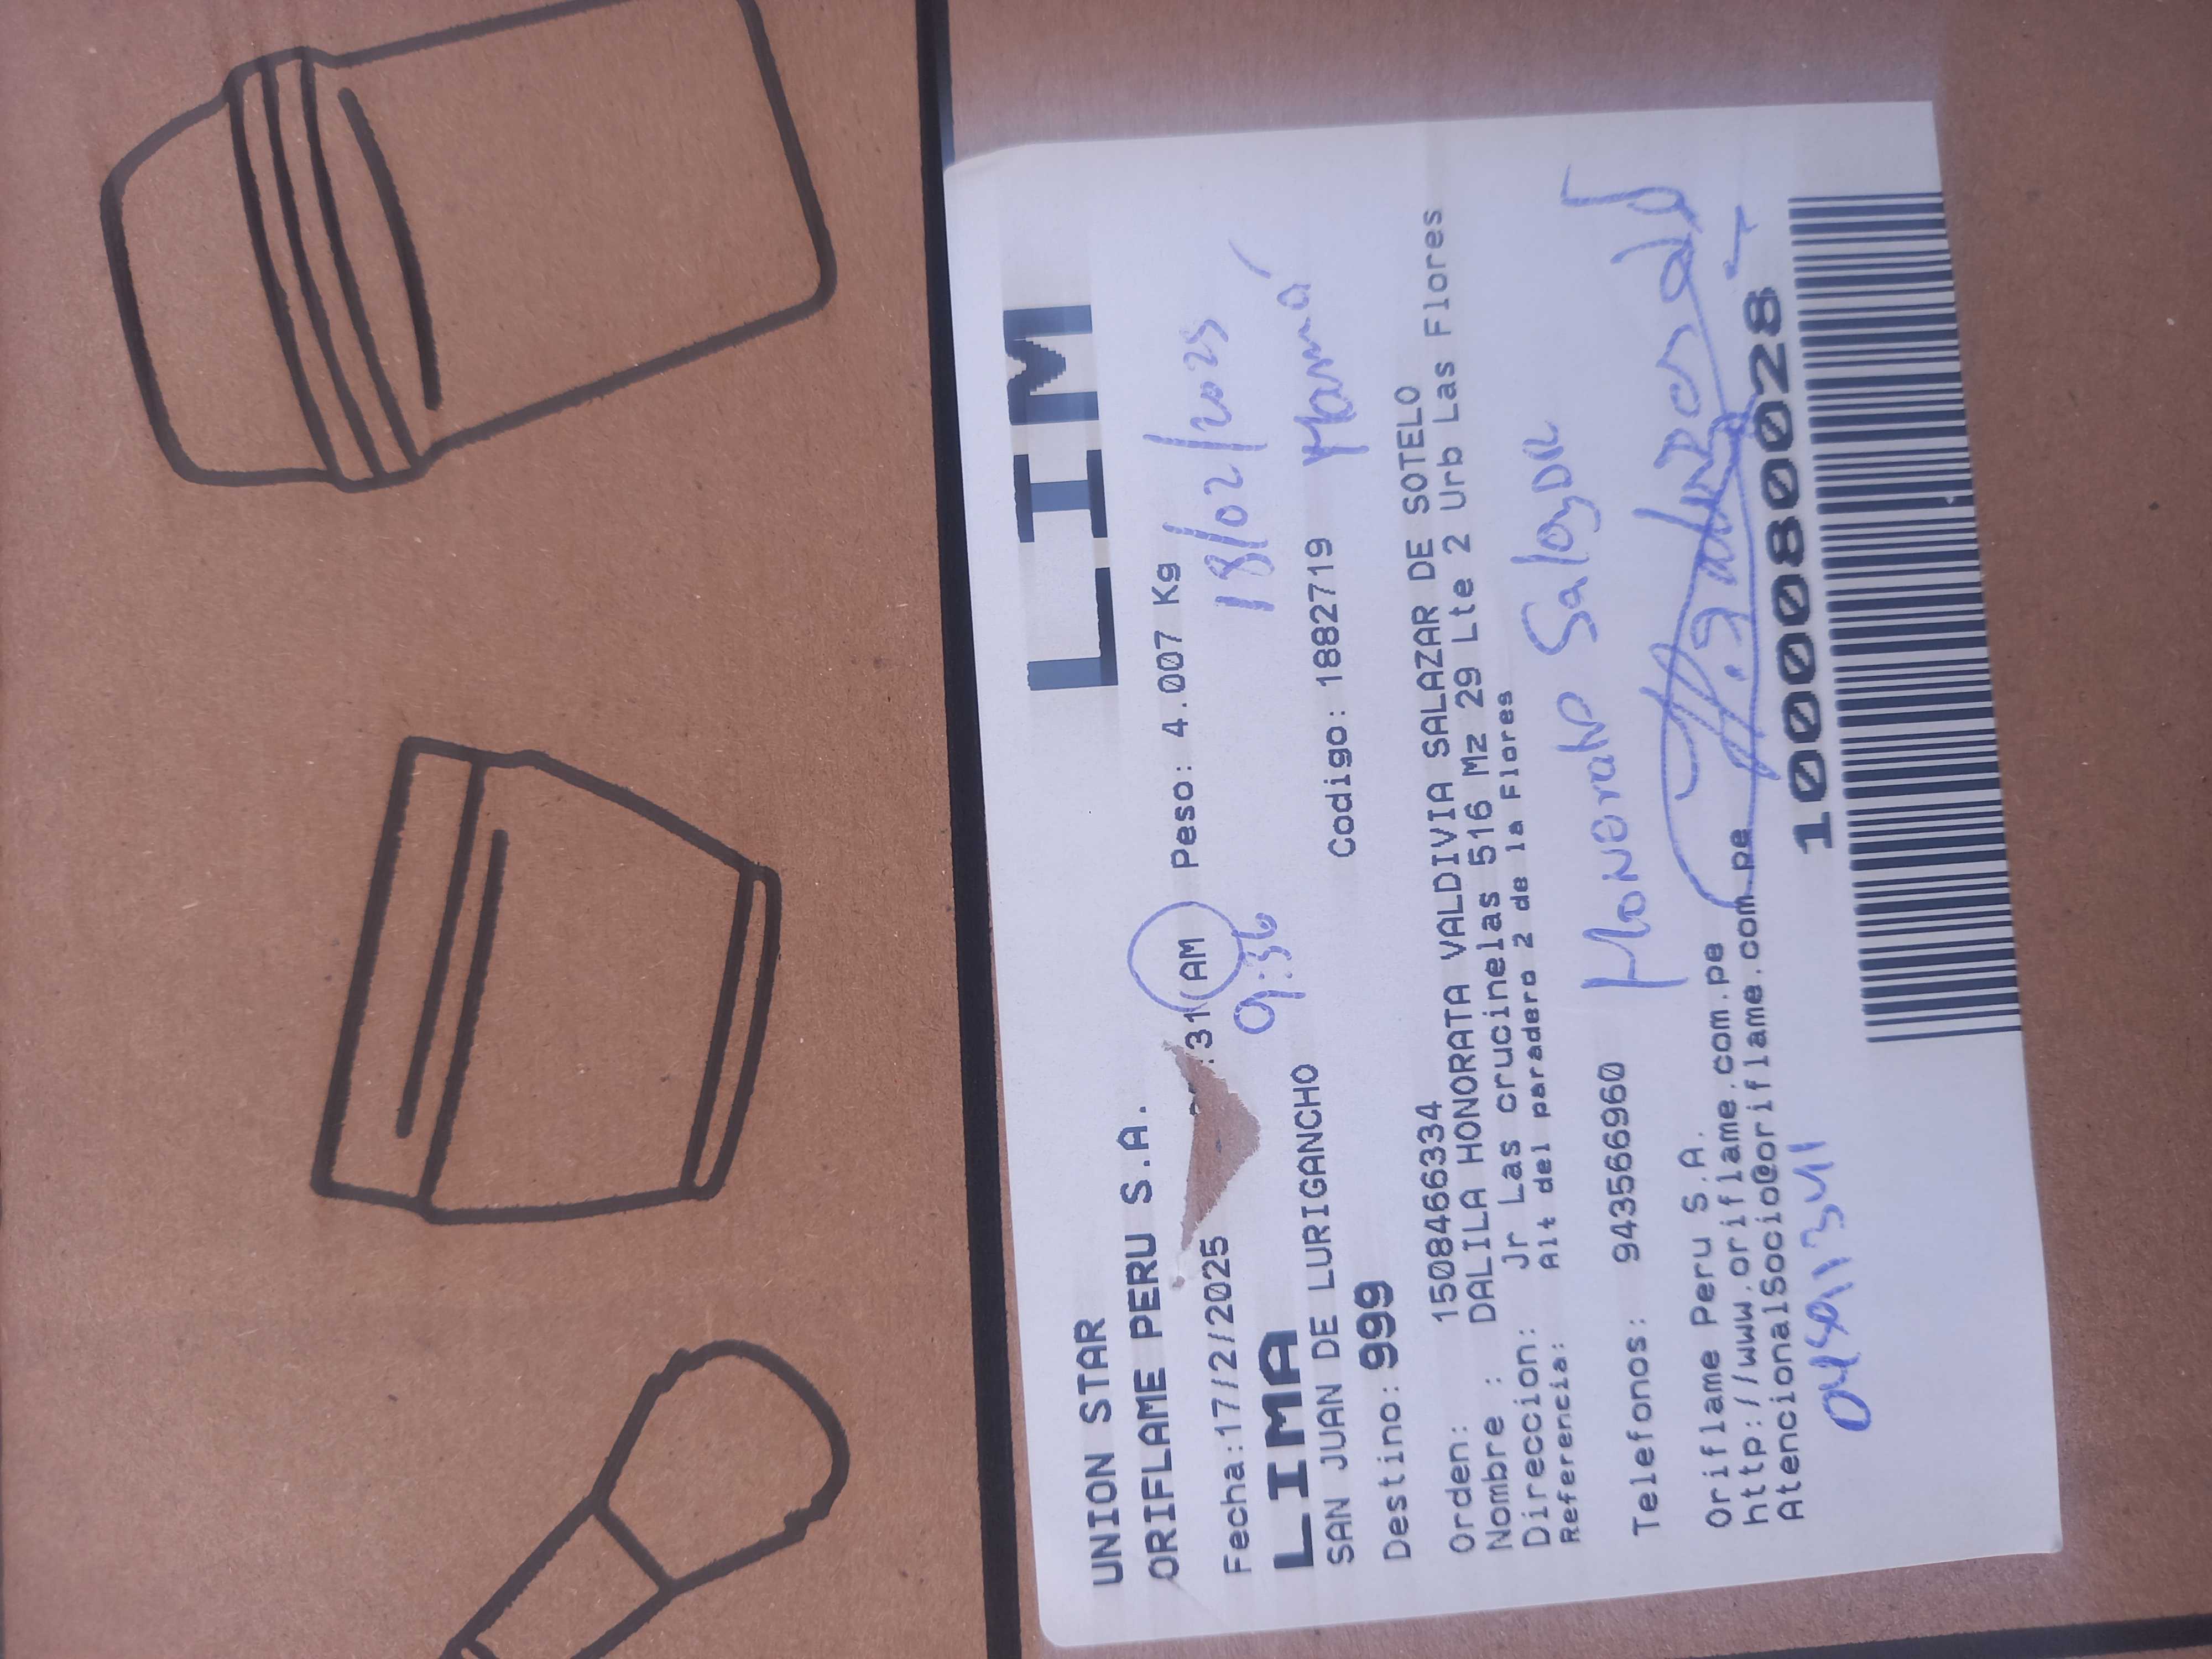 LIM
UNION STAR
ORIFLAME PERU S.A.
Fecha:17/2/2025 :31 AM Peso: 4.007 Kg
9:36 18/02/2025
LIMA
SAN JUAN DE LURIGANCHO Codigo: 1882719 Mamá
Destino: 999
Orden: 1508466334
Nombre : DALILA HONORATA VALDIVIA SALAZAR DE SOTELO
Direccion: Jr Las crucinelas 516 Mz 29 Lte 2 Urb Las Flores
Referencia: Alt del paradero 2 de la Flores
Telefonos: 943566960
Oriflame Peru S.A.
http://www.oriflame.com.pe
AtencionalSocio@oriflame.com.pe
1000080028